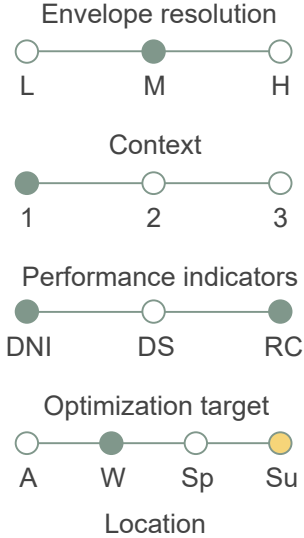 Envelope resolution
L M H
Context
1 2 3
Performance indicators
DNI DS RC
Optimization target
A W Sp Su
Location